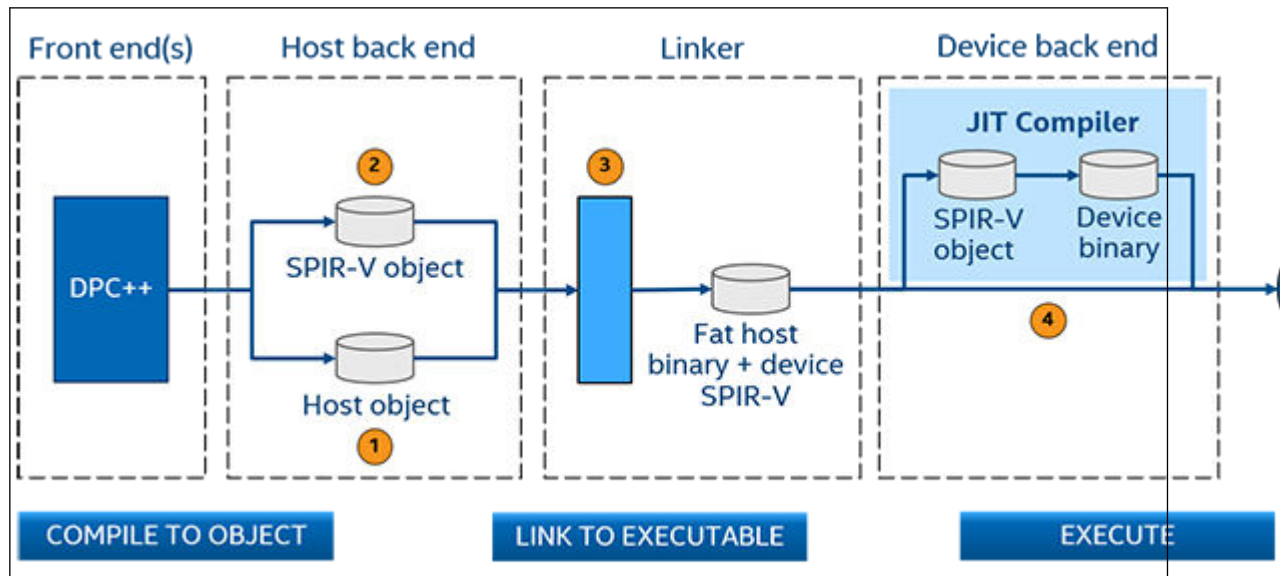 Front end(s)
Host back end
Linker
Device back end
JIT Compiler
2
3
SPIR-V object
SPIR-V
object
Device
binary
DPC++
4
Fat host
binary + device
SPIR-V
Host object
1
COMPILE TO OBJECT
LINK TO EXECUTABLE
EXECUTE